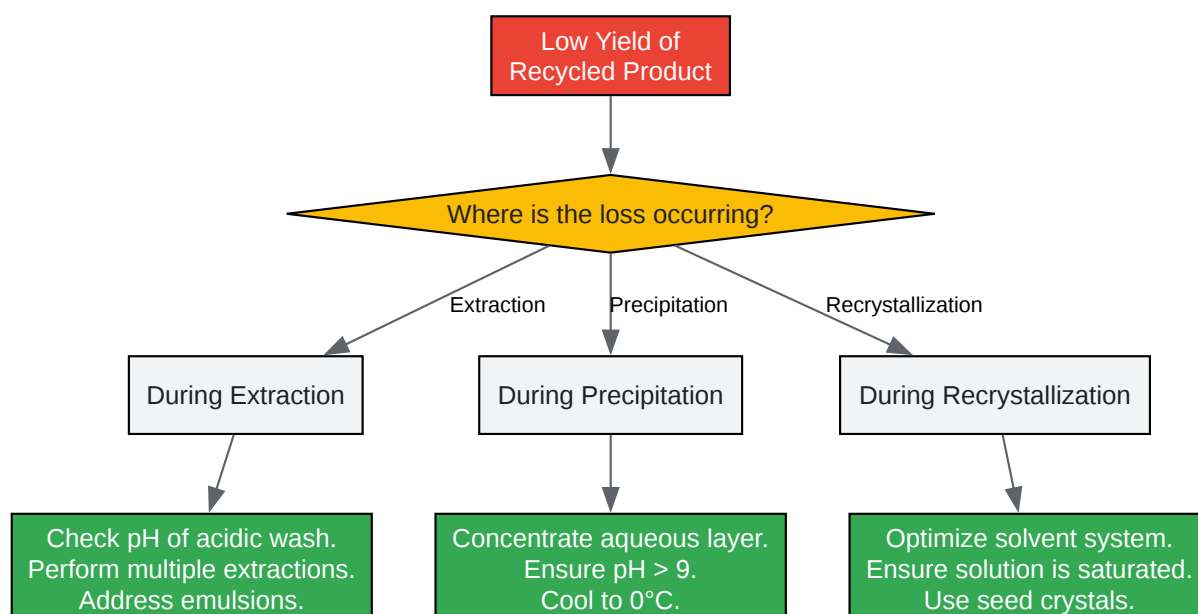 Low Yield of
Recycled Product
Where is the loss occurring?
Extraction
Precipitation
Recrystallization
During Extraction
During Precipitation
During Recrystallization
Check pH of acidic wash.
Perform multiple extractions.
Address emulsions.
Concentrate aqueous layer.
Ensure pH > 9.
Cool to 0°C.
Optimize solvent system.
Ensure solution is saturated.
Use seed crystals.